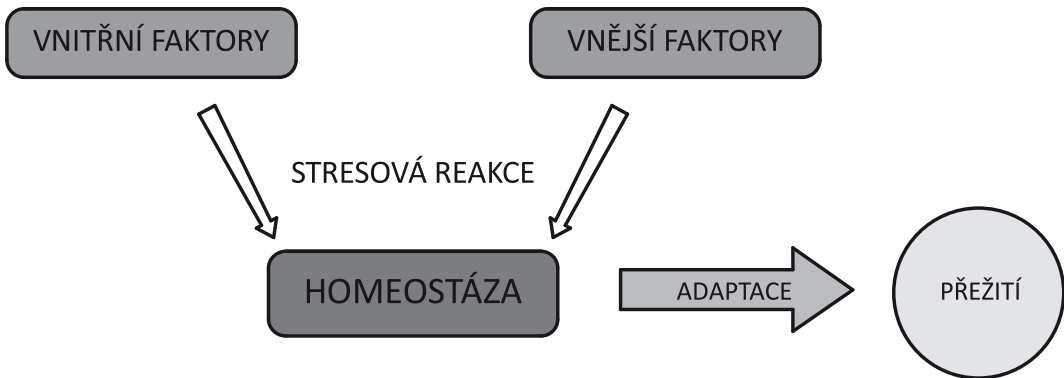 VNITŘNÍ FAKTORY
VNĚJŠÍ FAKTORY
STRESOVÁ REAKCE
HOMEOSTÁZA
ADAPTACE
PŘEŽITÍ